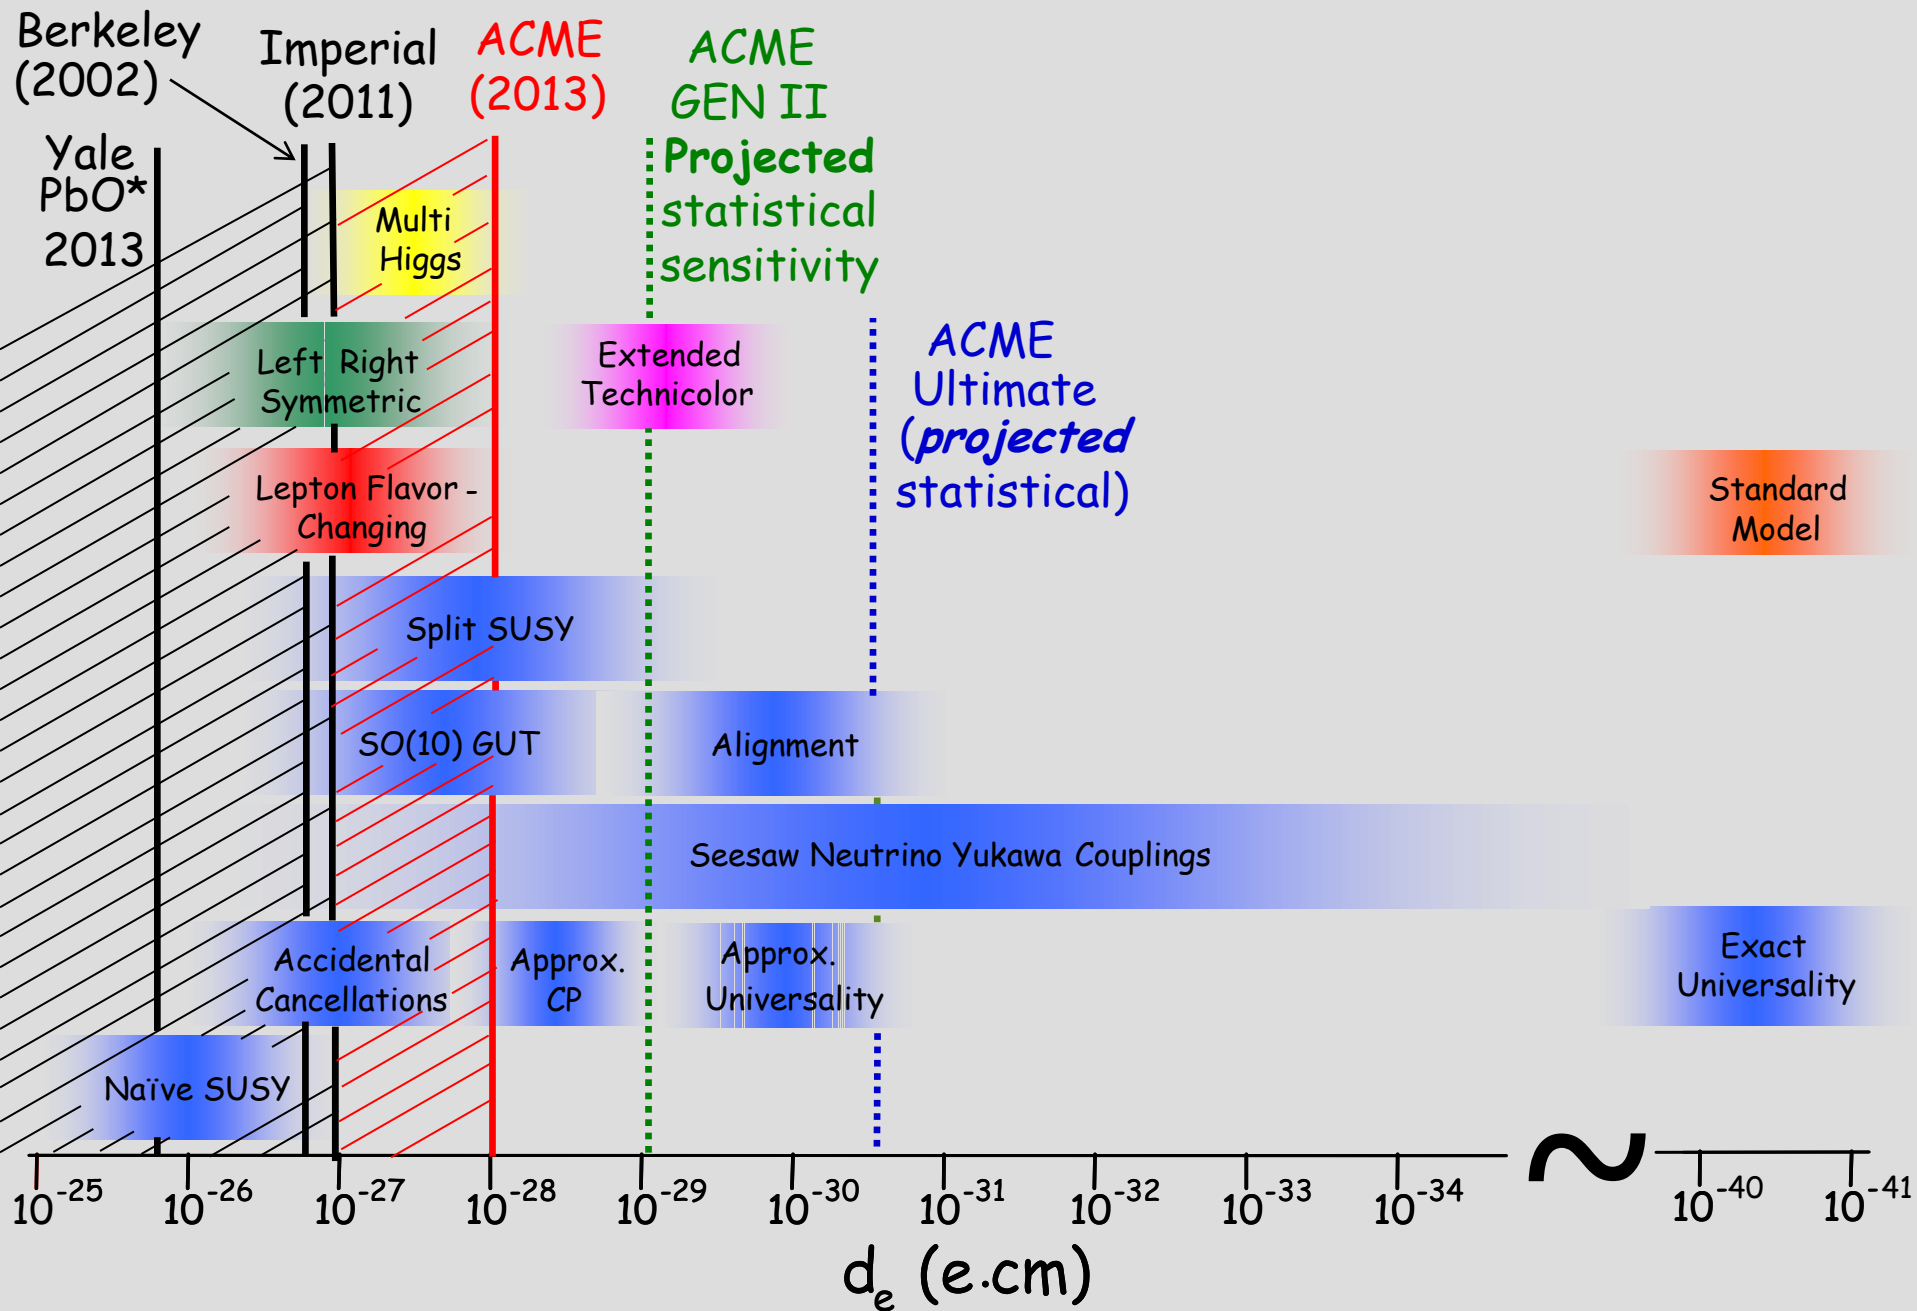 Berkeley
(2002)
Imperial
(2011)
ACME
(2013)
ACME
GEN II
Projected
statistical
sensitivity
Yale
PbO*
2013
Multi
Higgs
Left Right
Symmetric
Extended
Technicolor
ACME
Ultimate
(projected
statistical)
Lepton Flavor -
Changing
Standard
Model
Split SUSY
SO(10) GUT
Alignment
Seesaw Neutrino Yukawa Couplings
Accidental
Cancellations
Approx.
CP
Approx.
Universality
Exact
Universality
Naïve SUSY
10^-25 10^-26 10^-27 10^-28 10^-29 10^-30 10^-31 10^-32 10^-33 10^-34 10^-40 10^-41
d_e (e.cm)